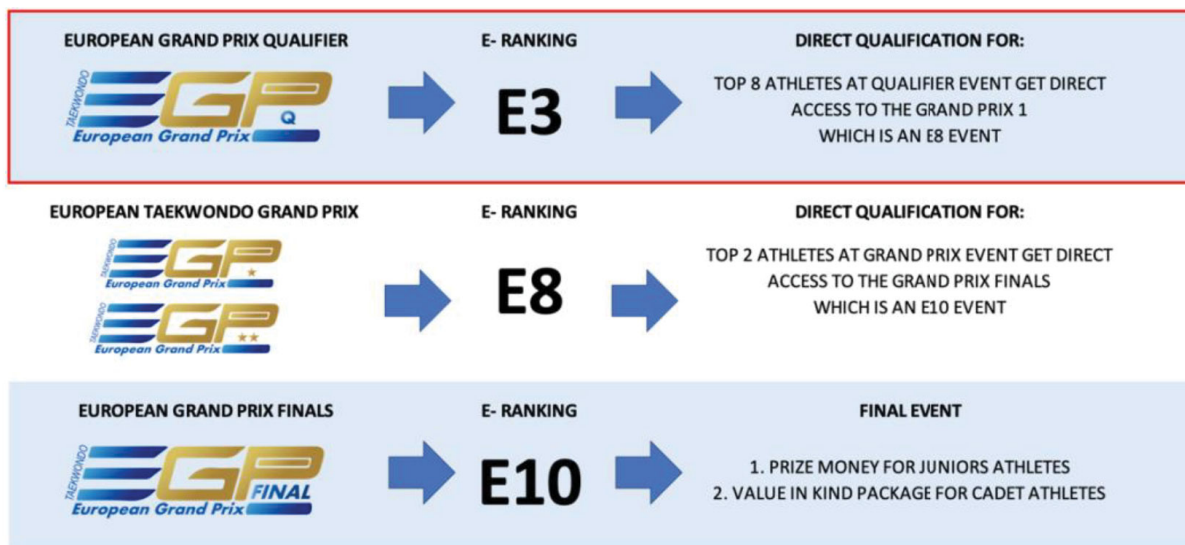 EUROPEAN GRAND PRIX QUALIFIER
TAEKWONDO
EGP
Q
European Grand Prix
E- RANKING
E3
DIRECT QUALIFICATION FOR:
TOP 8 ATHLETES AT QUALIFIER EVENT GET DIRECT
ACCESS TO THE GRAND PRIX 1
WHICH IS AN E8 EVENT
EUROPEAN TAEKWONDO GRAND PRIX
TAEKWONDO
EGP
European Grand Prix
TAEKWONDO
EGP
European Grand Prix
E- RANKING
E8
DIRECT QUALIFICATION FOR:
TOP 2 ATHLETES AT GRAND PRIX EVENT GET DIRECT
ACCESS TO THE GRAND PRIX FINALS
WHICH IS AN E10 EVENT
EUROPEAN GRAND PRIX FINALS
TAEKWONDO
EGP
FINAL
European Grand Prix
E- RANKING
E10
FINAL EVENT
1. PRIZE MONEY FOR JUNIORS ATHLETES
2. VALUE IN KIND PACKAGE FOR CADET ATHLETES